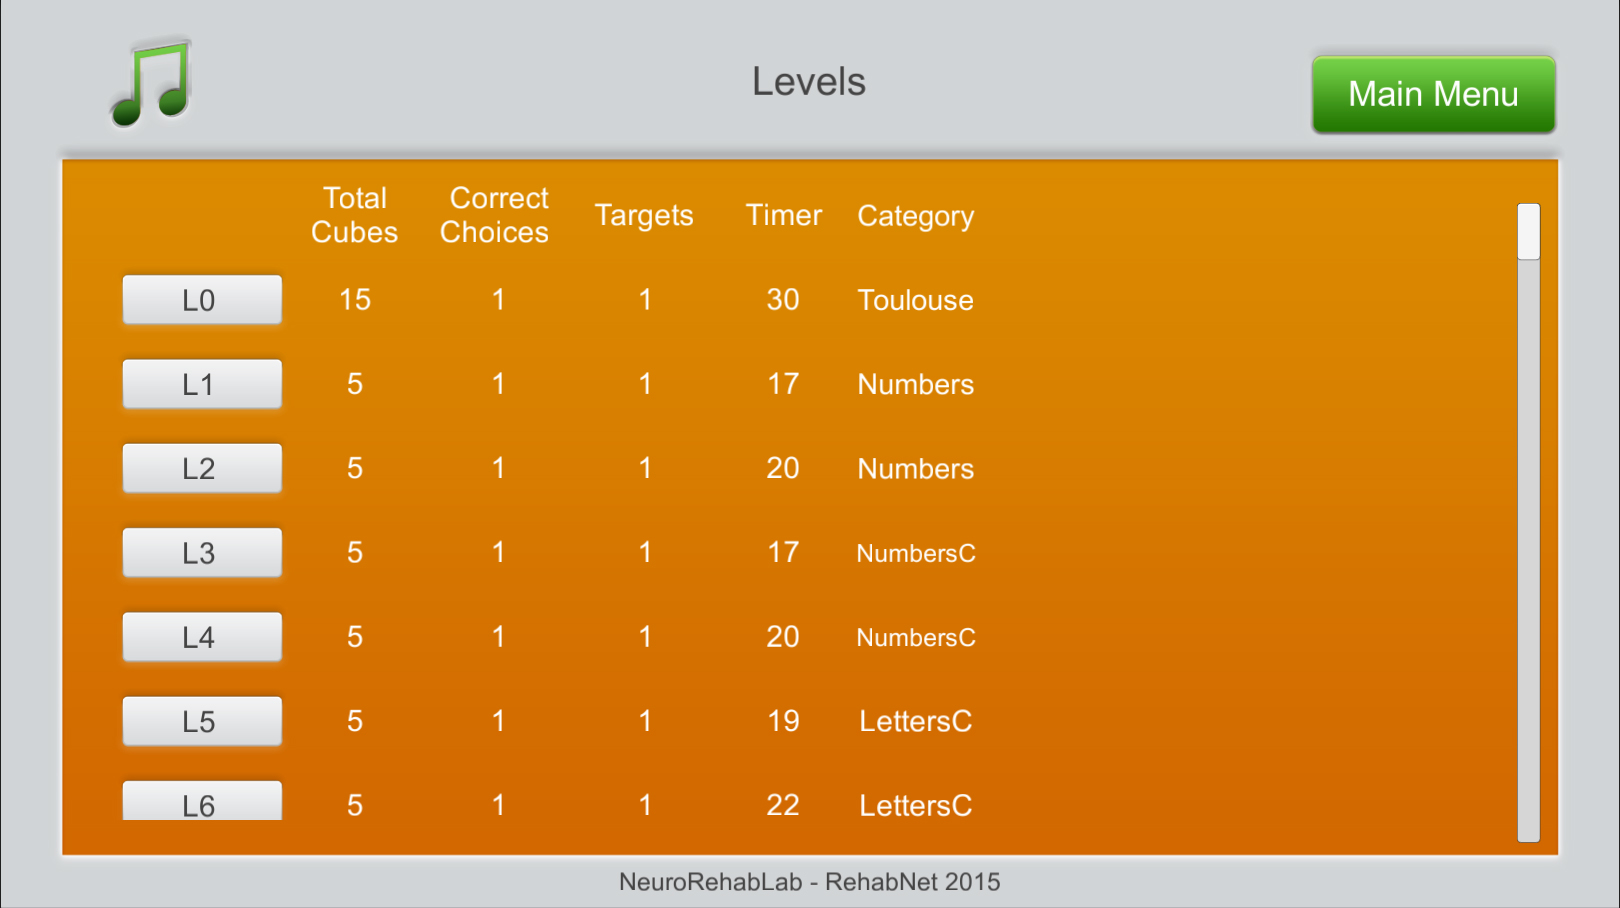 Levels
Main Menu
Total Cubes Correct Choices Targets Timer Category
L0 15 1 1 30 Toulouse
L1 5 1 1 17 Numbers
L2 5 1 1 20 Numbers
L3 5 1 1 17 NumbersC
L4 5 1 1 20 NumbersC
L5 5 1 1 19 LettersC
L6 5 1 1 22 LettersC
NeuroRehabLab - RehabNet 2015